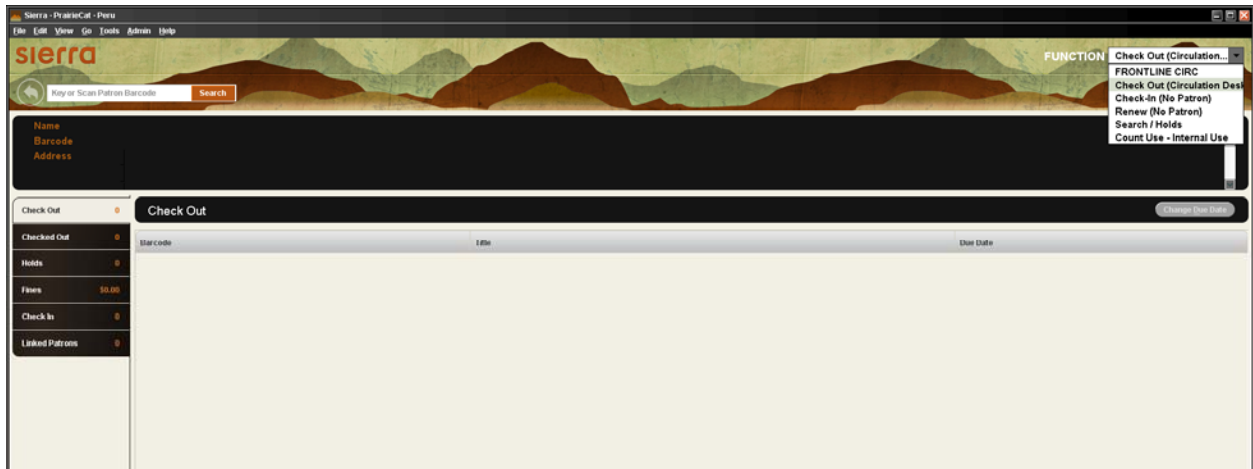 Sierra - PrairieCat - Peru
File Edit View Go Tools Admin Help
sierra
FUNCTION Check Out (Circulation...
FRONTLINE CIRC
Check Out (Circulation Desk
Check-In (No Patron)
Renew (No Patron)
Search / Holds
Count Use - Internal Use
Key or Scan Patron Barcode Search
Name
Barcode
Address
Check Out 0
Check Out Change Due Date
Checked Out 0
Barcode Title Due Date
Holds 0
Fines $0.00
Check In 0
Linked Patrons 0